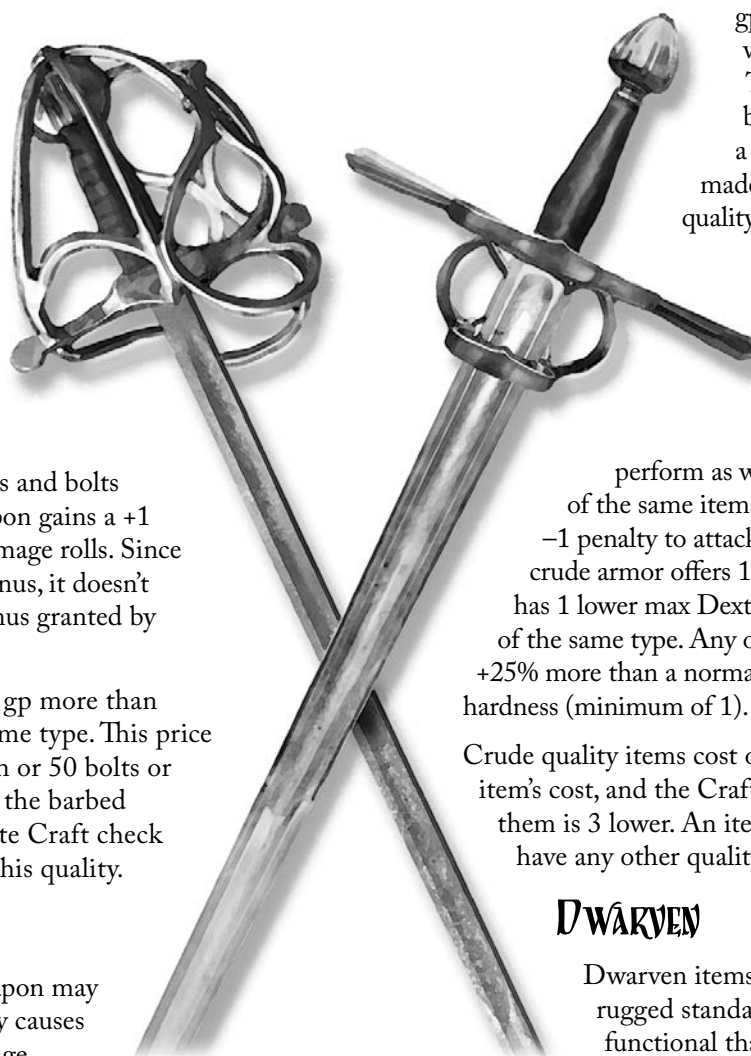 s and bolts
pon gains a +1
mage rolls. Since
nus, it doesn't
nus granted by
gp more than
me type. This price
n or 50 bolts or
the barbed
te Craft check
his quality.
apon may
y causes
gp
a
made
quality
perform as w
of the same items
–1 penalty to attack
crude armor offers 1
has 1 lower max Dext
of the same type. Any o
+25% more than a norma
hardness (minimum of 1).
Crude quality items cost o
item's cost, and the Craft
them is 3 lower. An ite
have any other qualit
DWARVEN
Dwarven items
rugged standa
functional tha